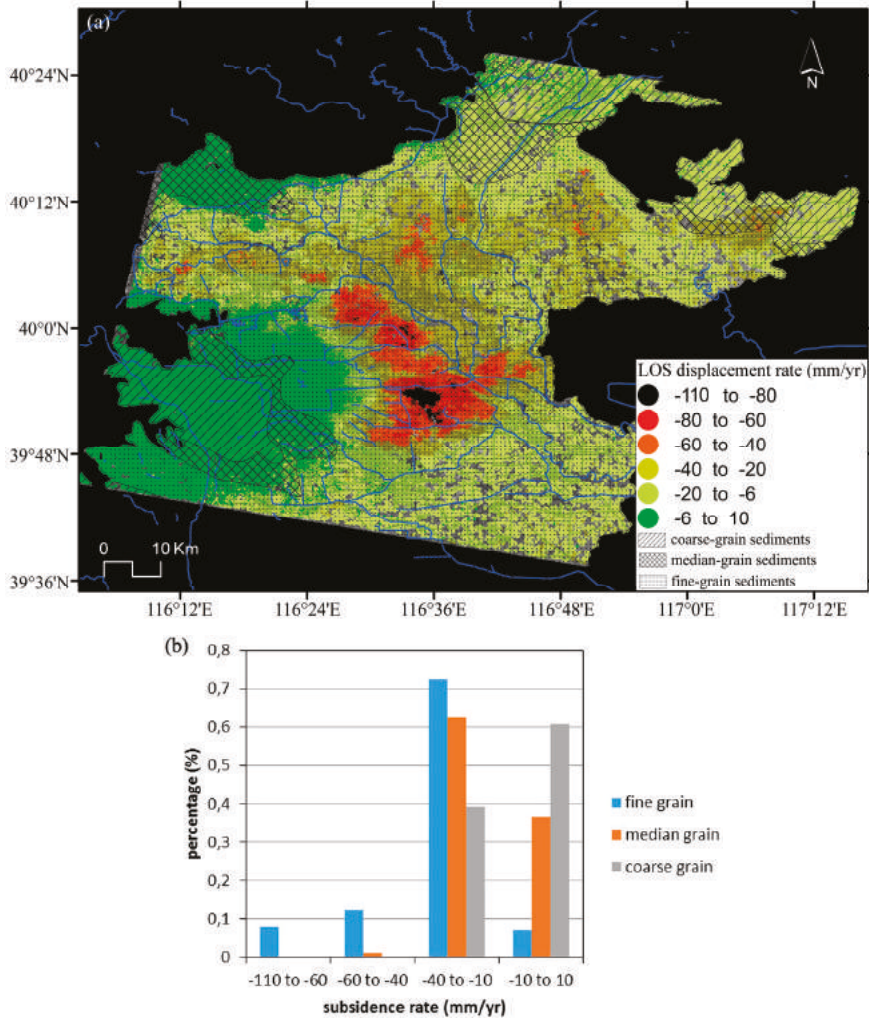 (a)
40°24'N
40°12'N
40°0'N
39°48'N
39°36'N
N
LOS displacement rate (mm/yr)
-110 to -80
-80 to -60
-60 to -40
-40 to -20
-20 to -6
-6 to 10
coarse-grain sediments
median-grain sediments
fine-grain sediments
0 10 Km
116°12'E 116°24'E 116°36'E 116°48'E 117°0'E 117°12'E
(b)
0,8
0,7
0,6
0,5
0,4
0,3
0,2
0,1
0
percentage (%)
fine grain
median grain
coarse grain
-110 to -60 -60 to -40 -40 to -10 -10 to 10
subsidence rate (mm/yr)